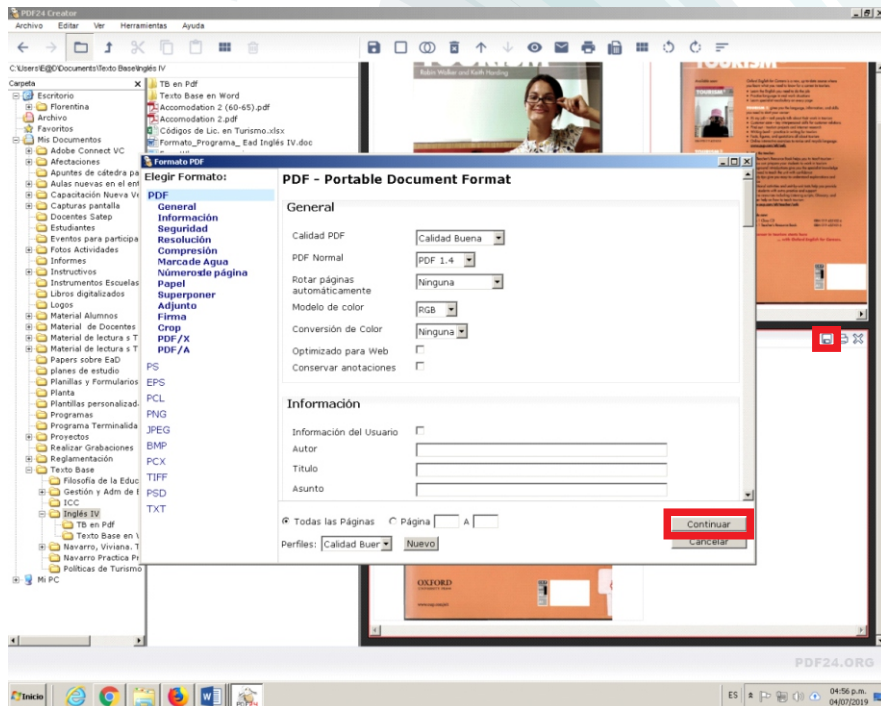 PDF24 Creator
Archivo Editar Ver Herramientas Ayuda
C:\Users\E@D\Documents\Texto Base\Inglés IV
Carpeta
Escritorio
Florentina
Archivo
Favoritos
Mis Documentos
Adobe Connect VC
Afectaciones
Apuntes de cátedra pa
Aulas nuevas en el ent
Capacitación Nueva Vi
Capturas pantalla
Docentes Satep
Estudiantes
Eventos para participa
Fotos Actividades
Informes
Instructivos
Instrumentos Escuelas
Libros digitalizados
Logos
Material Alumnos
Material de Docentes
Material de lectura s T
Material de lectura s T
Papers sobre EaD
planes de estudio
Planillas y Formularios
Planta
Plantillas personalizad
Programas
Programa Terminalida
Proyectos
Realizar Grabaciones
Reglamentación
Texto Base
Filosofía de la Educ
Gestión y Adm de E
ICC
Inglés IV
TB en Pdf
Texto Base en W
Navarro, Viviana. T
Navarro Practica Pr
Políticas de Turismo
Mi PC
TB en Pdf
Texto Base en Word
Accomodation 2 (60-65).pdf
Accomodation 2.pdf
Códigos de Lic. en Turismo.xlsx
Formato_Programa_ Ead Inglés IV.doc
TOURISM
Robin Walker and Keith Harding
TOURISM
Formato PDF
Elegir Formato:
PDF
General
Información
Seguridad
Resolución
Compresión
Marca de Agua
Números de página
Papel
Superponer
Adjunto
Firma
Crop
PDF/X
PDF/A
PS
EPS
PCL
PNG
JPEG
BMP
PCX
TIFF
PSD
TXT
PDF - Portable Document Format
General
Calidad PDF Calidad Buena
PDF Normal PDF 1.4
Rotar páginas automáticamente Ninguna
Modelo de color RGB
Conversión de Color Ninguna
Optimizado para Web
Conservar anotaciones
Información
Información del Usuario
Autor
Titulo
Asunto
Todas las Páginas Página A
Continuar
Perfiles: Calidad Buer Nuevo
Cancelar
OXFORD
PDF24.ORG
Inicio
ES
04:56 p.m.
04/07/2019